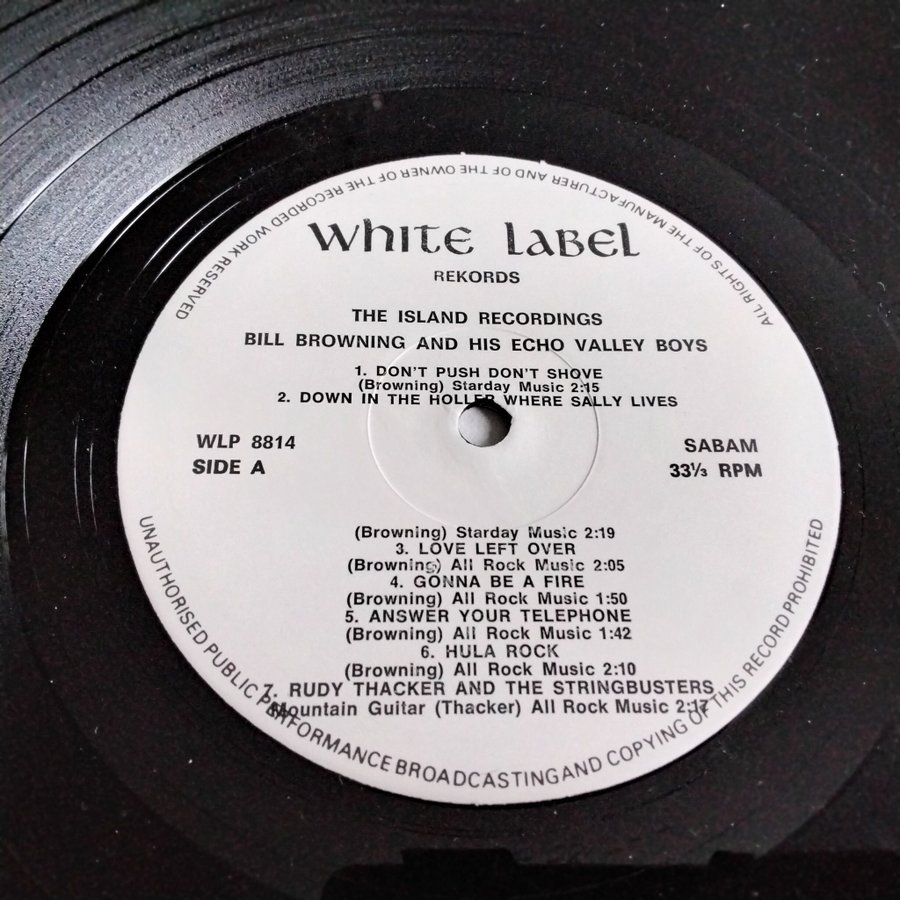 ALL RIGHTS OF THE MANUFACTURER AND OF THE OWNER OF THE RECORDED WORK RESERVED
WHITE LABEL
REKORDS
THE ISLAND RECORDINGS
BILL BROWNING AND HIS ECHO VALLEY BOYS
1. DON'T PUSH DON'T SHOVE
(Browning) Starday Music 2:15
2. DOWN IN THE HOLLER WHERE SALLY LIVES
WLP 8814
SIDE A
SABAM
33⅓ RPM
(Browning) Starday Music 2:19
3. LOVE LEFT OVER
(Browning) All Rock Music 2:05
4. GONNA BE A FIRE
(Browning) All Rock Music 1:50
5. ANSWER YOUR TELEPHONE
(Browning) All Rock Music 1:42
6. HULA ROCK
(Browning) All Rock Music 2:10
7. RUDY THACKER AND THE STRINGBUSTERS
Mountain Guitar (Thacker) All Rock Music 2:17
UNAUTHORISED PUBLIC PERFORMANCE BROADCASTING AND COPYING OF THIS RECORD PROHIBITED